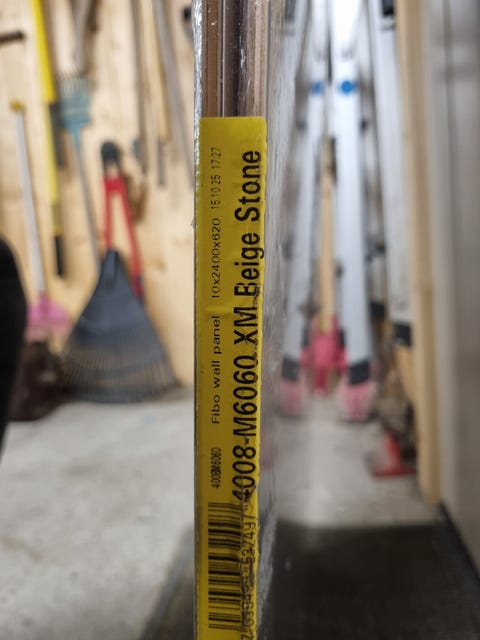 Fibo wall panel 10x2400x620 15.10.25 17:27
4008-M6060 XM Beige Stone
4008M6060